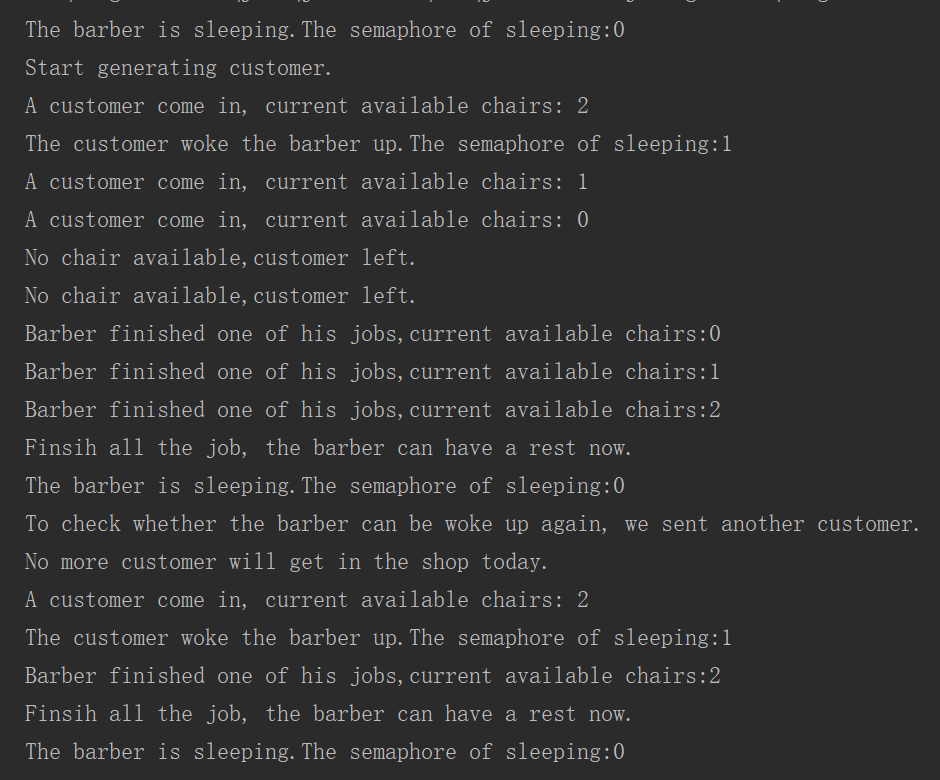 The barber is sleeping.The semaphore of sleeping:0
Start generating customer.
A customer come in, current available chairs: 2
The customer woke the barber up.The semaphore of sleeping:1
A customer come in, current available chairs: 1
A customer come in, current available chairs: 0
No chair available,customer left.
No chair available,customer left.
Barber finished one of his jobs,current available chairs:0
Barber finished one of his jobs,current available chairs:1
Barber finished one of his jobs,current available chairs:2
Finsih all the job, the barber can have a rest now.
The barber is sleeping.The semaphore of sleeping:0
To check whether the barber can be woke up again, we sent another customer.
No more customer will get in the shop today.
A customer come in, current available chairs: 2
The customer woke the barber up.The semaphore of sleeping:1
Barber finished one of his jobs,current available chairs:2
Finsih all the job, the barber can have a rest now.
The barber is sleeping.The semaphore of sleeping:0